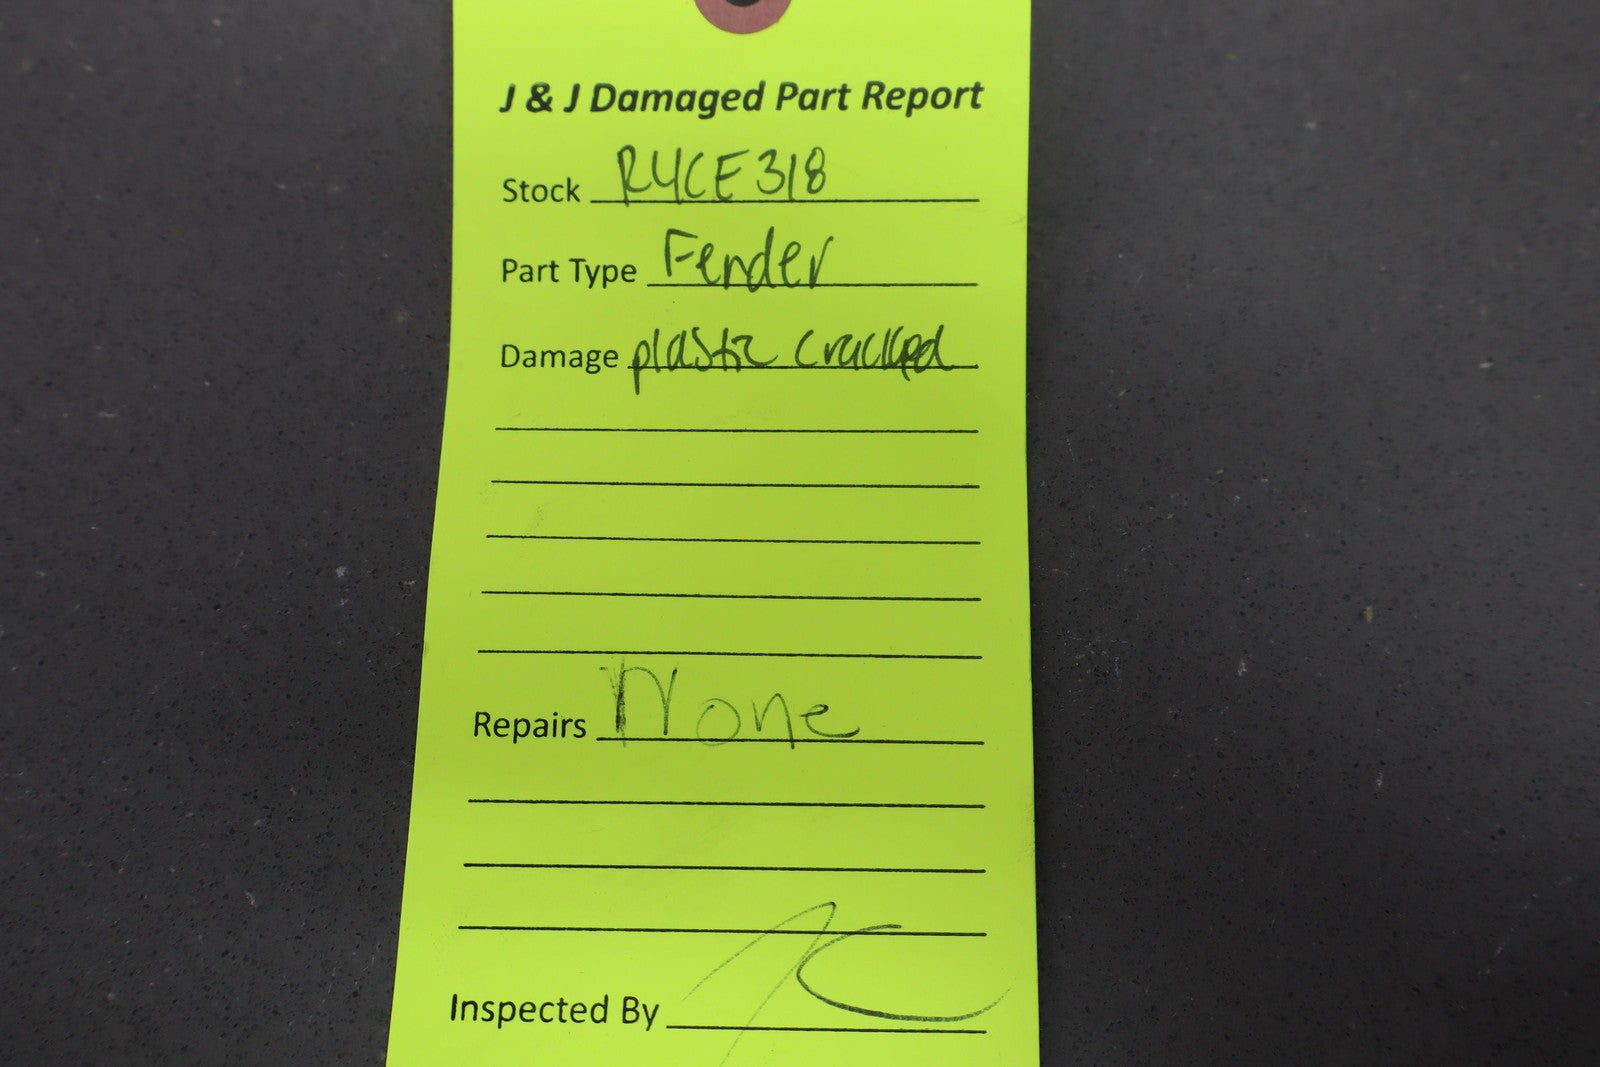 J & J Damaged Part Report
Stock R4CE318
Part Type Fender
Damage plastic cracked
Repairs None
Inspected By